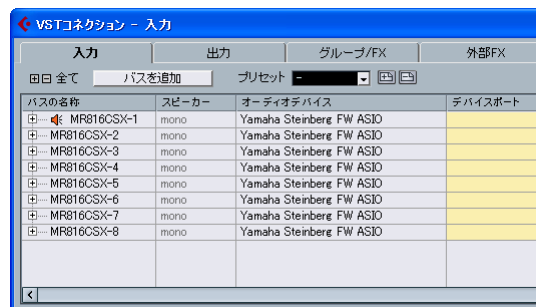 VSTコネクション - 入力
入力 出力 グループ/FX 外部FX
全て バスを追加 プリセット -
バスの名称 スピーカー オーディオデバイス デバイスポート
MR816CSX-1 mono Yamaha Steinberg FW ASIO
MR816CSX-2 mono Yamaha Steinberg FW ASIO
MR816CSX-3 mono Yamaha Steinberg FW ASIO
MR816CSX-4 mono Yamaha Steinberg FW ASIO
MR816CSX-5 mono Yamaha Steinberg FW ASIO
MR816CSX-6 mono Yamaha Steinberg FW ASIO
MR816CSX-7 mono Yamaha Steinberg FW ASIO
MR816CSX-8 mono Yamaha Steinberg FW ASIO